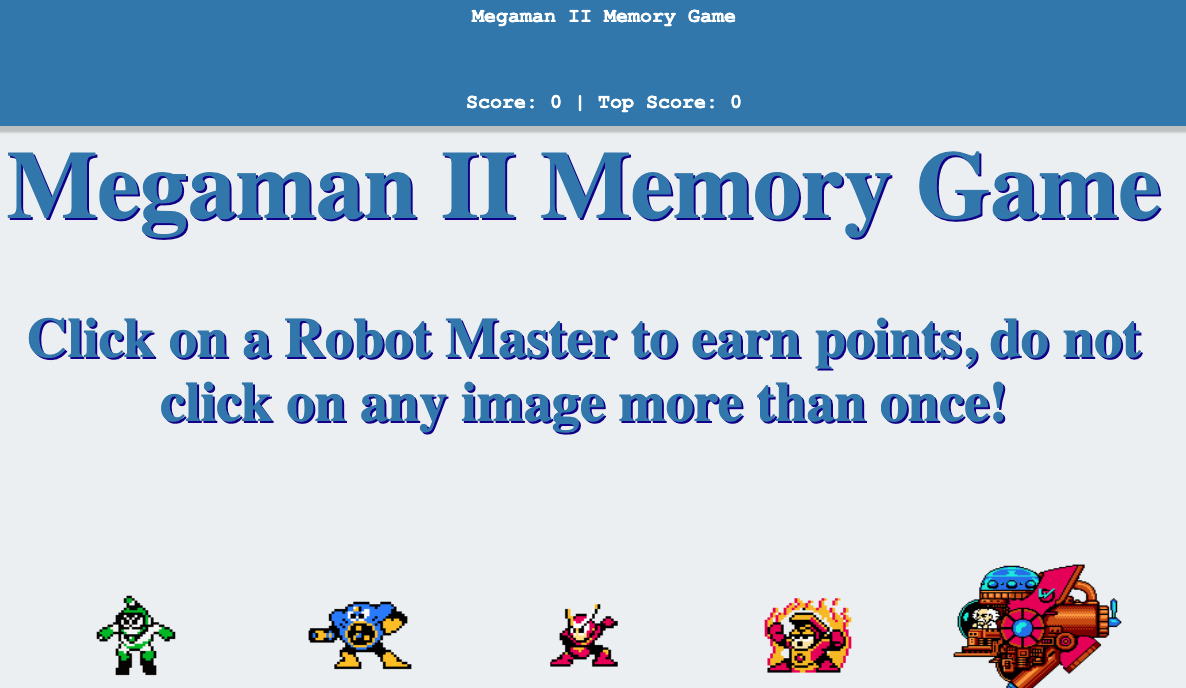 Megaman II Memory Game
Score: 0 | Top Score: 0
Megaman II Memory Game
Click on a Robot Master to earn points, do not
click on any image more than once!